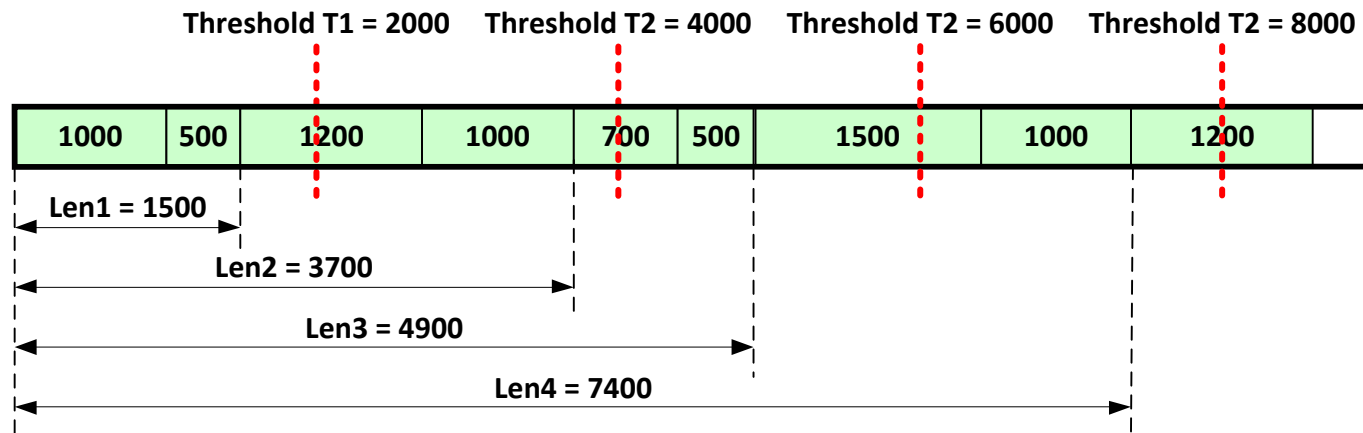 Threshold T1 = 2000 Threshold T2 = 4000 Threshold T2 = 6000 Threshold T2 = 8000
1000 500 1200 1000 700 500 1500 1000 1200
Len1 = 1500
Len2 = 3700
Len3 = 4900
Len4 = 7400